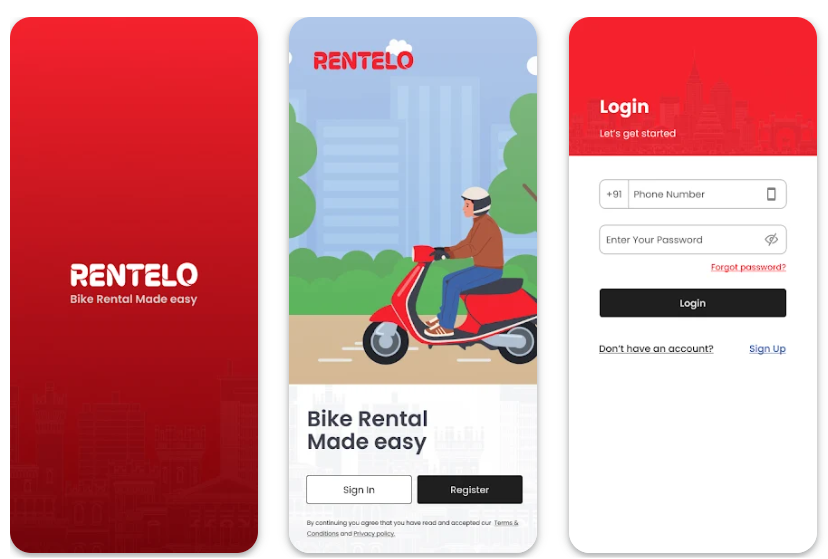 RENTELO
Bike Rental Made easy
RENTELO
Bike Rental
Made easy
Sign In
Register
By continuing you agree that you have read and accepted our Terms &
Conditions and Privacy policy.
Login
Let's get started
+91 Phone Number
Enter Your Password
Forgot password?
Login
Don't have an account? Sign Up